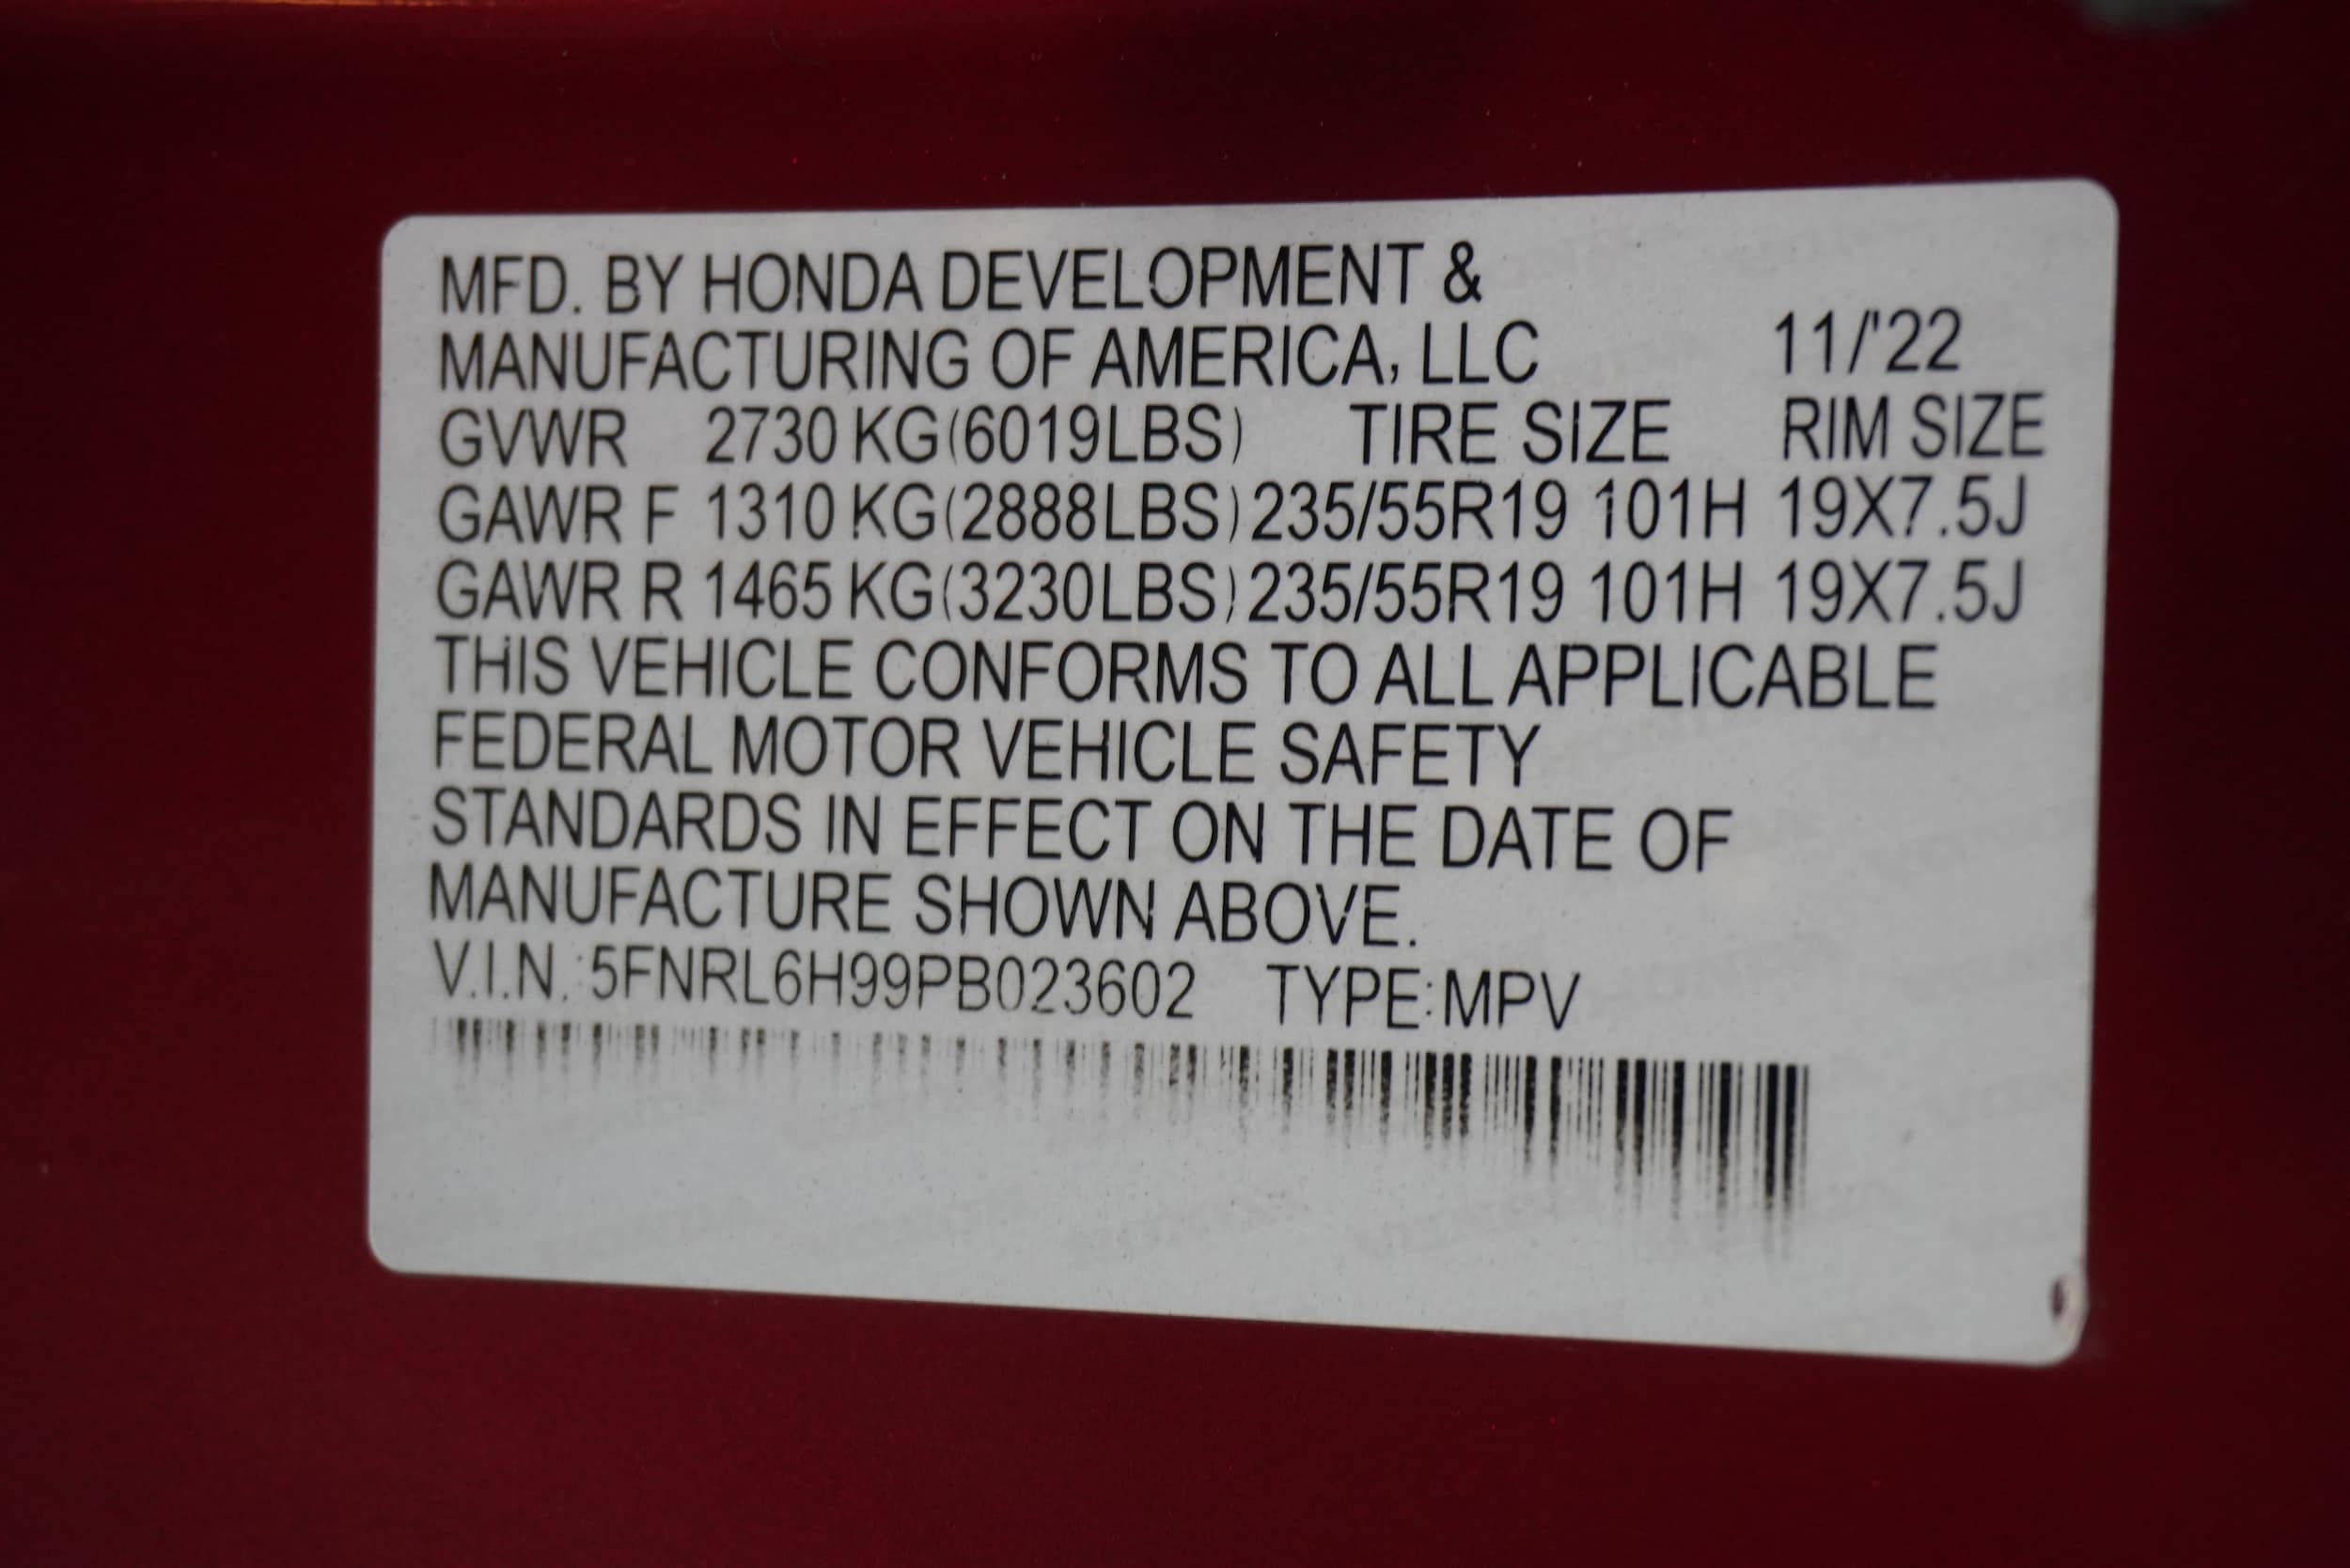 MFD. BY HONDA DEVELOPMENT &
MANUFACTURING OF AMERICA, LLC 11/'22
GVWR 2730 KG(6019LBS) TIRE SIZE RIM SIZE
GAWR F 1310 KG(2888LBS) 235/55R19 101H 19X7.5J
GAWR R 1465 KG(3230LBS) 235/55R19 101H 19X7.5J
THIS VEHICLE CONFORMS TO ALL APPLICABLE
FEDERAL MOTOR VEHICLE SAFETY
STANDARDS IN EFFECT ON THE DATE OF
MANUFACTURE SHOWN ABOVE.
V.I.N.:5FNRL6H99PB023602 TYPE:MPV